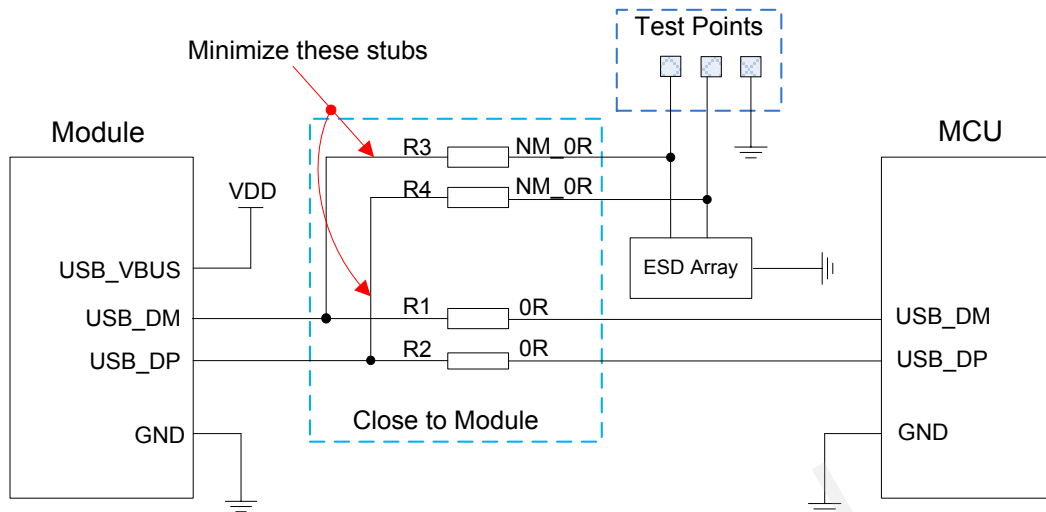 Test Points
Minimize these stubs
Module
MCU
R3 NM_0R
R4 NM_0R
VDD
ESD Array
USB_VBUS
R1 0R
USB_DM
USB_DM
R2 0R
USB_DP
USB_DP
Close to Module
GND
GND